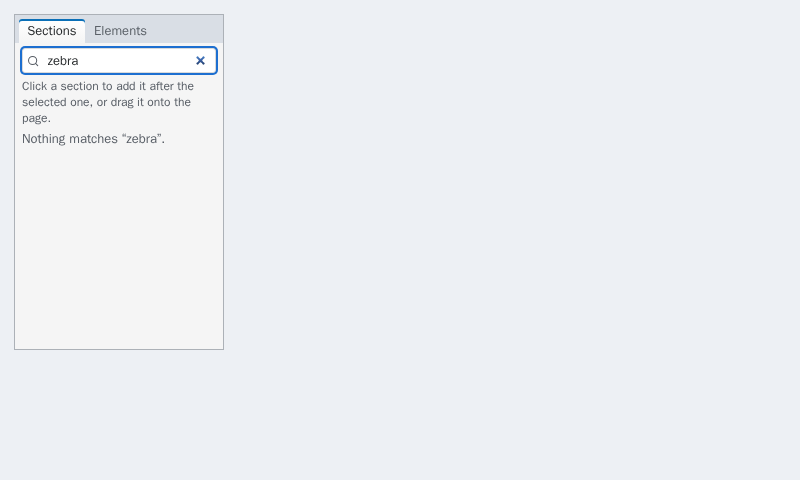 Sections Elements
zebra
Click a section to add it after the
selected one, or drag it onto the
page.
Nothing matches “zebra”.